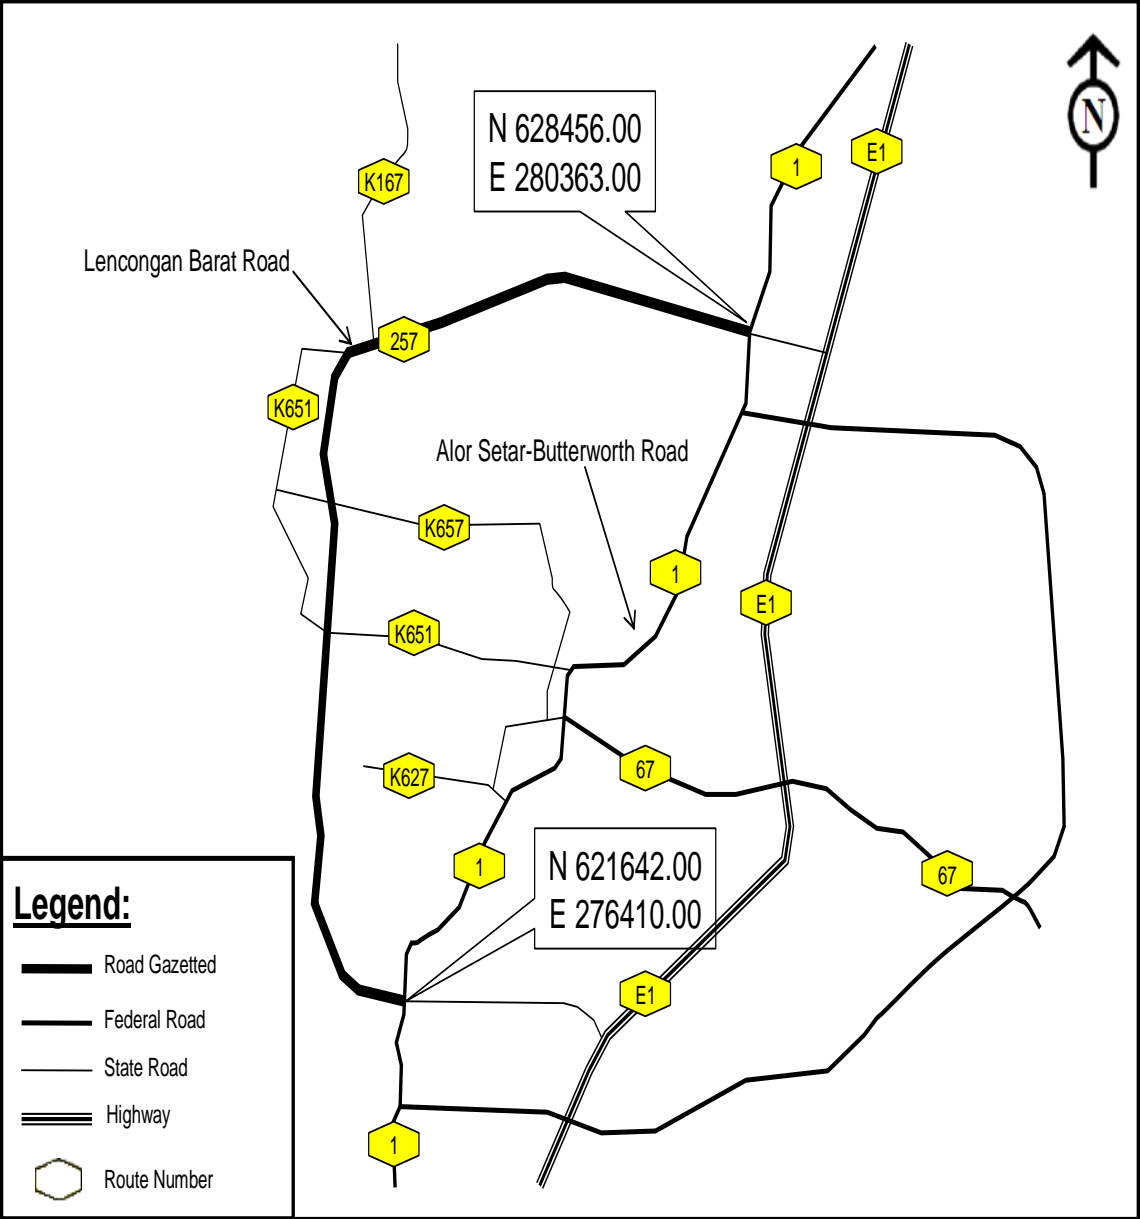 N 628456.00
E 280363.00
1
E1
N
K167
Lencongan Barat Road
257
K651
Alor Setar-Butterworth Road
K657
1
E1
K651
67
K627
1
N 621642.00
E 276410.00
67
E1
1
Legend:
Road Gazetted
Federal Road
State Road
Highway
Route Number